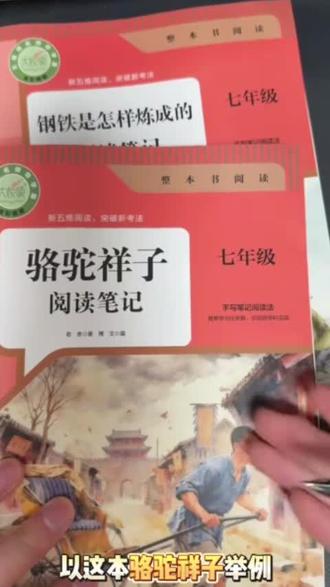 整本书阅读
新五维阅读，突破新考法
七年级
钢铁是怎样炼成的
整本书阅读
新五维阅读，突破新考法
七年级
骆驼祥子
阅读笔记
手写笔记阅读法
以这本骆驼祥子举例